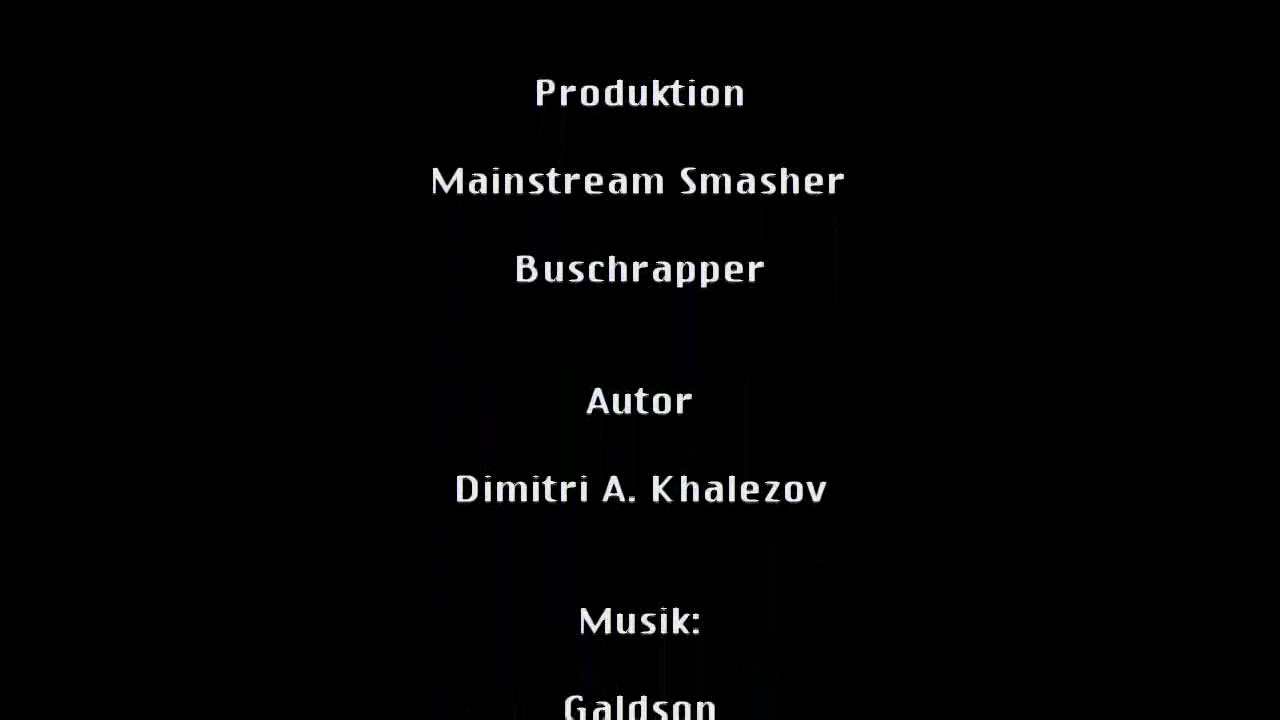 Produktion
Mainstream Smasher
Buschrapper
Autor
Dimitri A. Khalezov
Musik:
Galdson